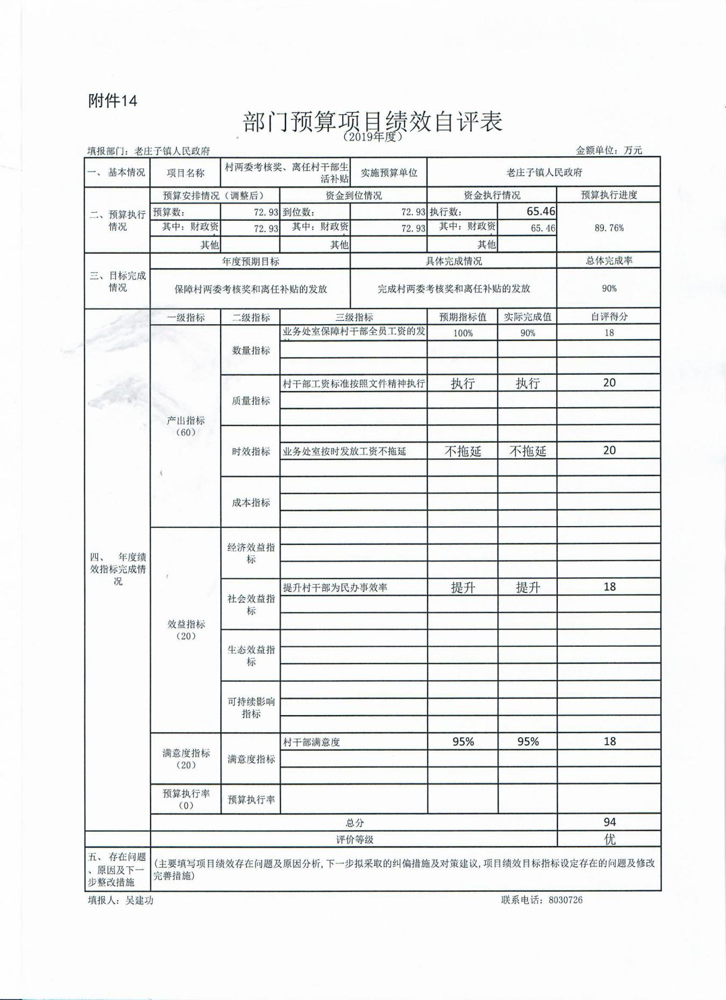 附件14
部门预算项目绩效自评表
（2019年度）
填报部门：老庄子镇人民政府 金额单位：万元
一、 基本情况 项目名称 村两委考核奖、离任村干部生活补贴 实施预算单位 老庄子镇人民政府
二、预算执行情况 预算安排情况（调整后） 资金到位情况 资金执行情况 预算执行进度
预算数： 72.93 到位数： 72.93 执行数： 65.46 89.76%
其中：财政资 72.93 其中：财政资 72.93 其中：财政资 65.46
其他 其他 其他
三、目标完成情况 年度预期目标 具体完成情况 总体完成率
保障村两委考核奖和离任补贴的发放 完成村两委考核奖和离任补贴的发放 90%
四、 年度绩效指标完成情况 一级指标 二级指标 三级指标 预期指标值 实际完成值 自评得分
产出指标（60） 数量指标 业务处室保障村干部全员工资的发 100% 90% 18
质量指标 村干部工资标准按照文件精神执行 执行 执行 20
时效指标 业务处室按时发放工资不拖延 不拖延 不拖延 20
成本指标
效益指标（20） 经济效益指标
社会效益指标 提升村干部为民办事效率 提升 提升 18
生态效益指标
可持续影响指标
满意度指标（20） 满意度指标 村干部满意度 95% 95% 18
预算执行率（0） 预算执行率
总分 94
评价等级 优
五、 存在问题、原因及下一步整改措施 (主要填写项目绩效存在问题及原因分析,下一步拟采取的纠偏措施及对策建议,项目绩效目标指标设定存在的问题及修改完善措施)
填报人：吴建功 联系电话：8030726